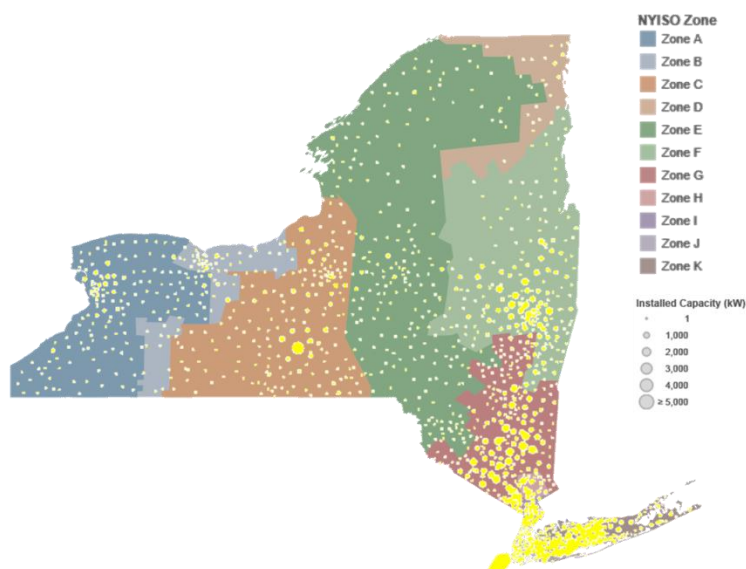 NYISO Zone
Zone A
Zone B
Zone C
Zone D
Zone E
Zone F
Zone G
Zone H
Zone I
Zone J
Zone K
Installed Capacity (kW)
1
1,000
2,000
3,000
4,000
≥ 5,000